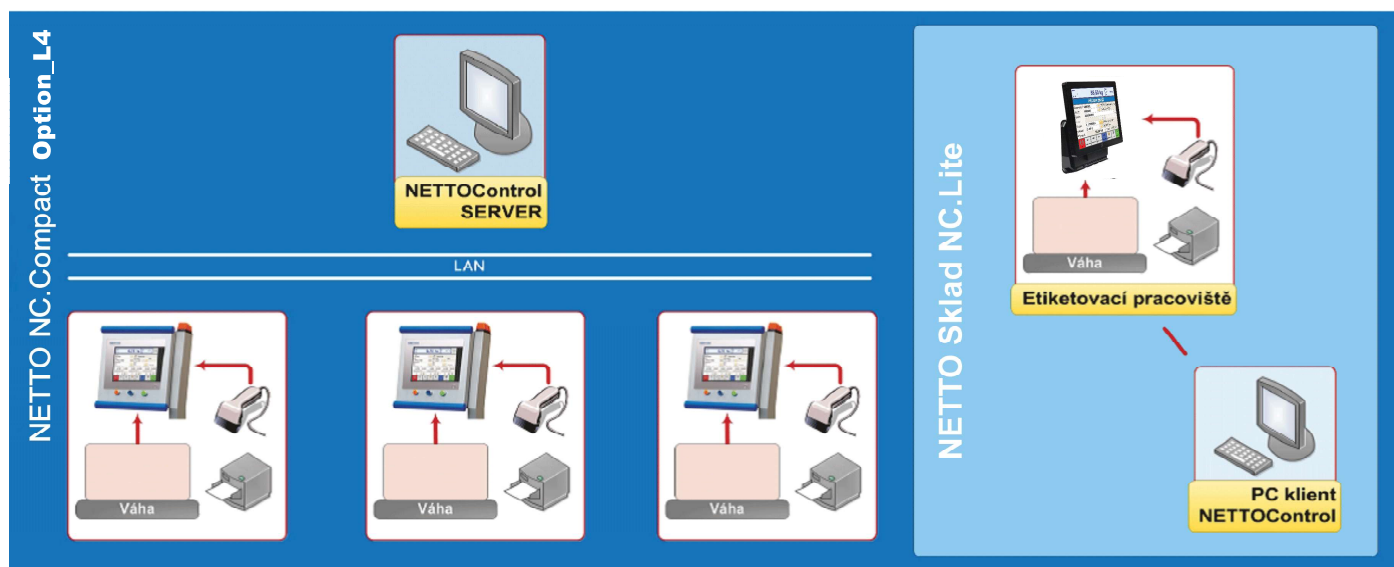 NETTO NC.Compact Option_L4
NETTOControl
SERVER
LAN
Váha
Váha
Váha
NETTO Sklad NC.Lite
Váha
Etiketovací pracoviště
PC klient
NETTOControl